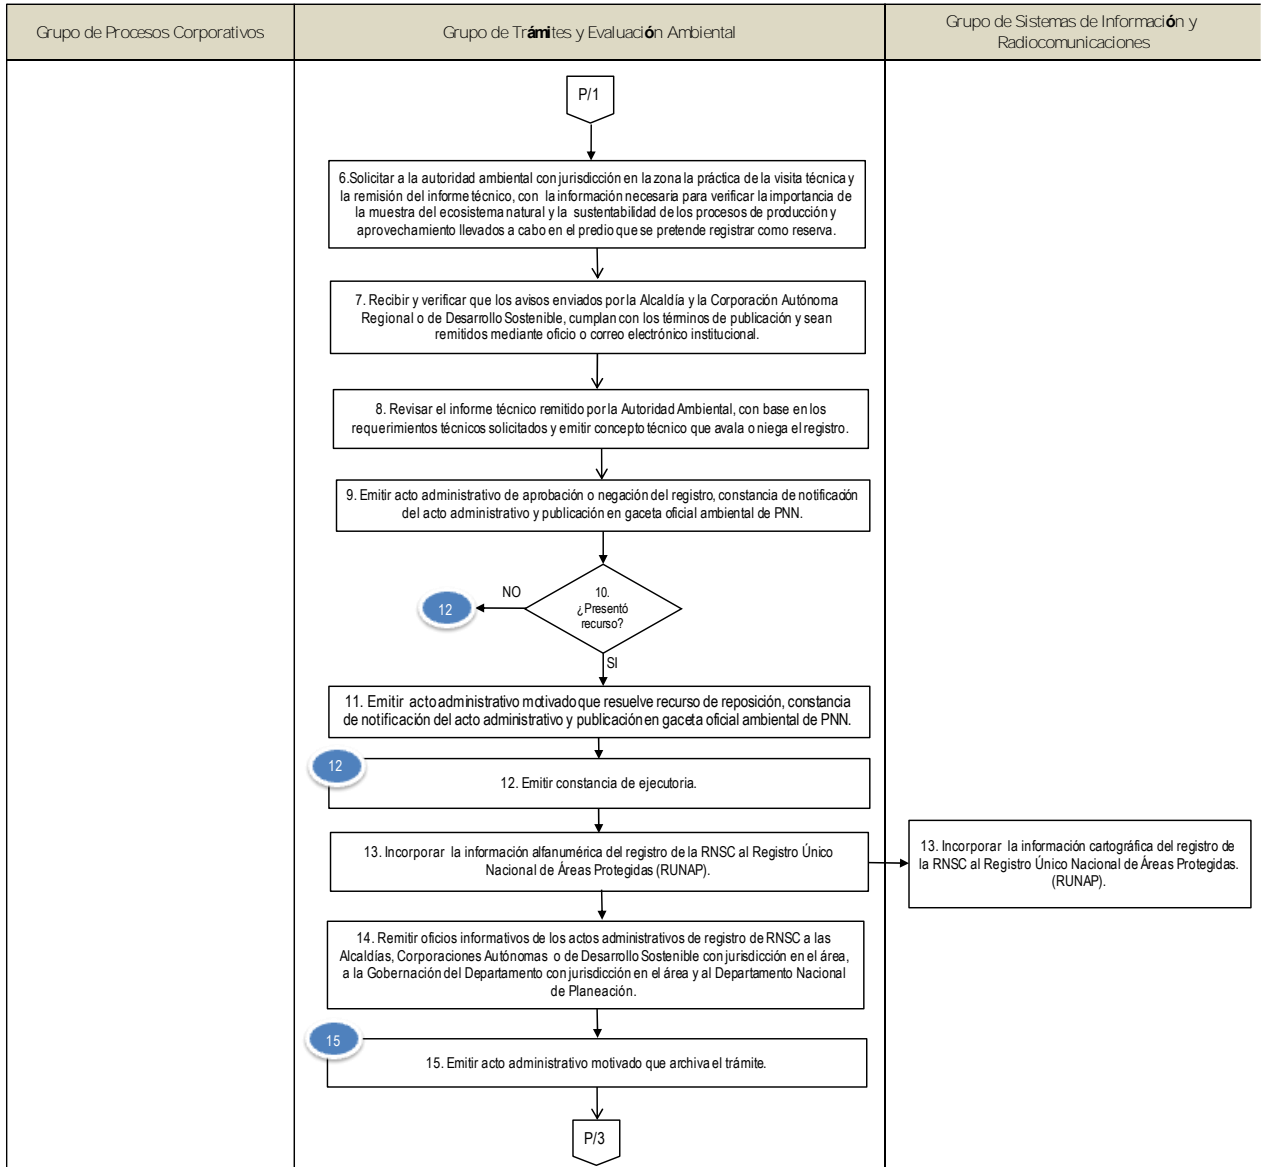 Grupo de Procesos Corporativos
Grupo de Trámites y Evaluación Ambiental
Grupo de Sistemas de Información y
Radiocomunicaciones
P/1
6.Solicitar a la autoridad ambiental con jurisdicción en la zona la práctica de la visita técnica y
la remisión del informe técnico, con la información necesaria para verificar la importancia de
la muestra del ecosistema natural y la sustentabilidad de los procesos de producción y
aprovechamiento llevados a cabo en el predio que se pretende registrar como reserva.
7. Recibir y verificar que los avisos enviados por la Alcaldía y la Corporación Autónoma
Regional o de Desarrollo Sostenible, cumplan con los términos de publicación y sean
remitidos mediante oficio o correo electrónico institucional.
8. Revisar el informe técnico remitido por la Autoridad Ambiental, con base en los
requerimientos técnicos solicitados y emitir concepto técnico que avala o niega el registro.
9. Emitir acto administrativo de aprobación o negación del registro, constancia de notificación
del acto administrativo y publicación en gaceta oficial ambiental de PNN.
12
NO
10.
¿Presentó
recurso?
SI
11. Emitir acto administrativo motivado que resuelve recurso de reposición, constancia
de notificación del acto administrativo y publicación en gaceta oficial ambiental de PNN.
12
12. Emitir constancia de ejecutoria.
13. Incorporar la información alfanumérica del registro de la RNSC al Registro Único
Nacional de Áreas Protegidas (RUNAP).
13. Incorporar la información cartográfica del registro de
la RNSC al Registro Único Nacional de Áreas Protegidas.
(RUNAP).
14. Remitir oficios informativos de los actos administrativos de registro de RNSC a las
Alcaldías, Corporaciones Autónomas o de Desarrollo Sostenible con jurisdicción en el área,
a la Gobernación del Departamento con jurisdicción en el área y al Departamento Nacional
de Planeación.
15
15. Emitir acto administrativo motivado que archiva el trámite.
P/3